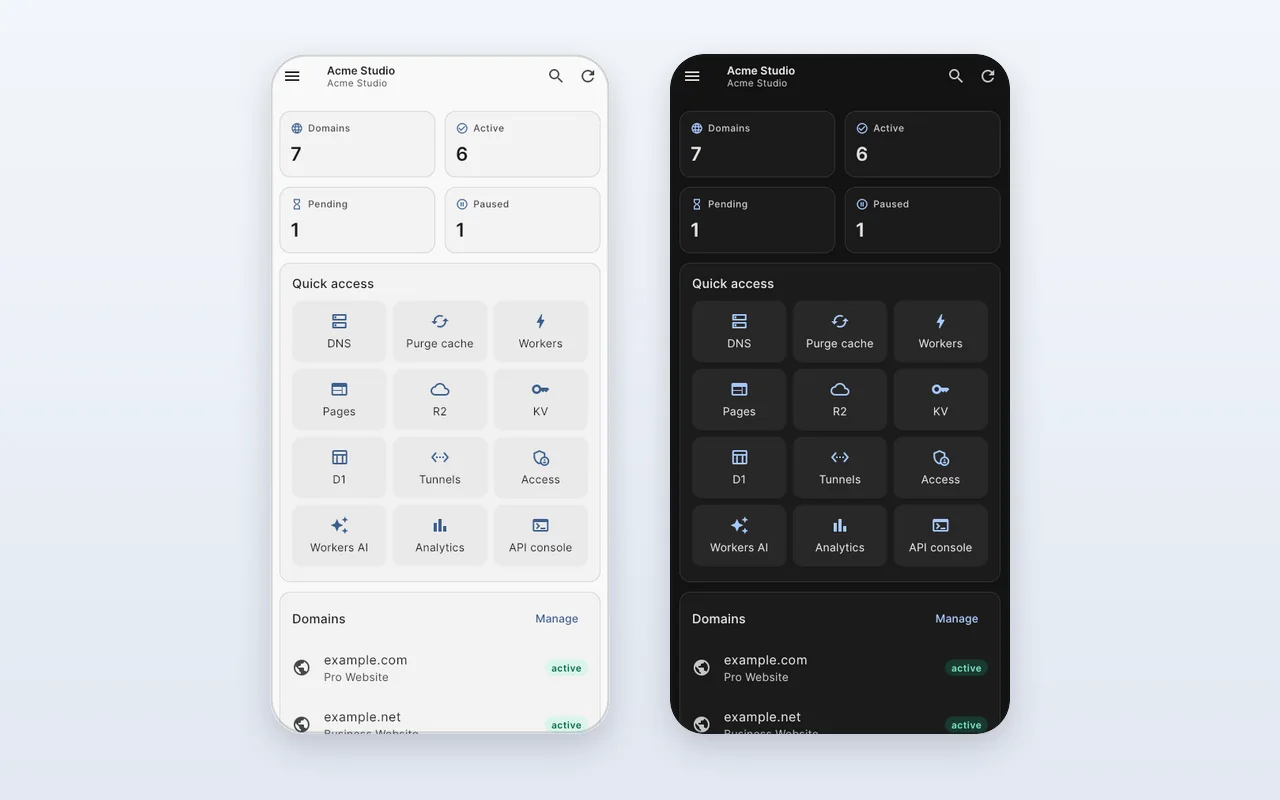 Acme Studio
Acme Studio
Domains
7
Active
6
Pending
1
Paused
1
Quick access
DNS
Purge cache
Workers
Pages
R2
KV
D1
Tunnels
Access
Workers AI
Analytics
API console
Domains
Manage
example.com
Pro Website
active
example.net
Business Website
active
Acme Studio
Acme Studio
Domains
7
Active
6
Pending
1
Paused
1
Quick access
DNS
Purge cache
Workers
Pages
R2
KV
D1
Tunnels
Access
Workers AI
Analytics
API console
Domains
Manage
example.com
Pro Website
active
example.net
Business Website
active